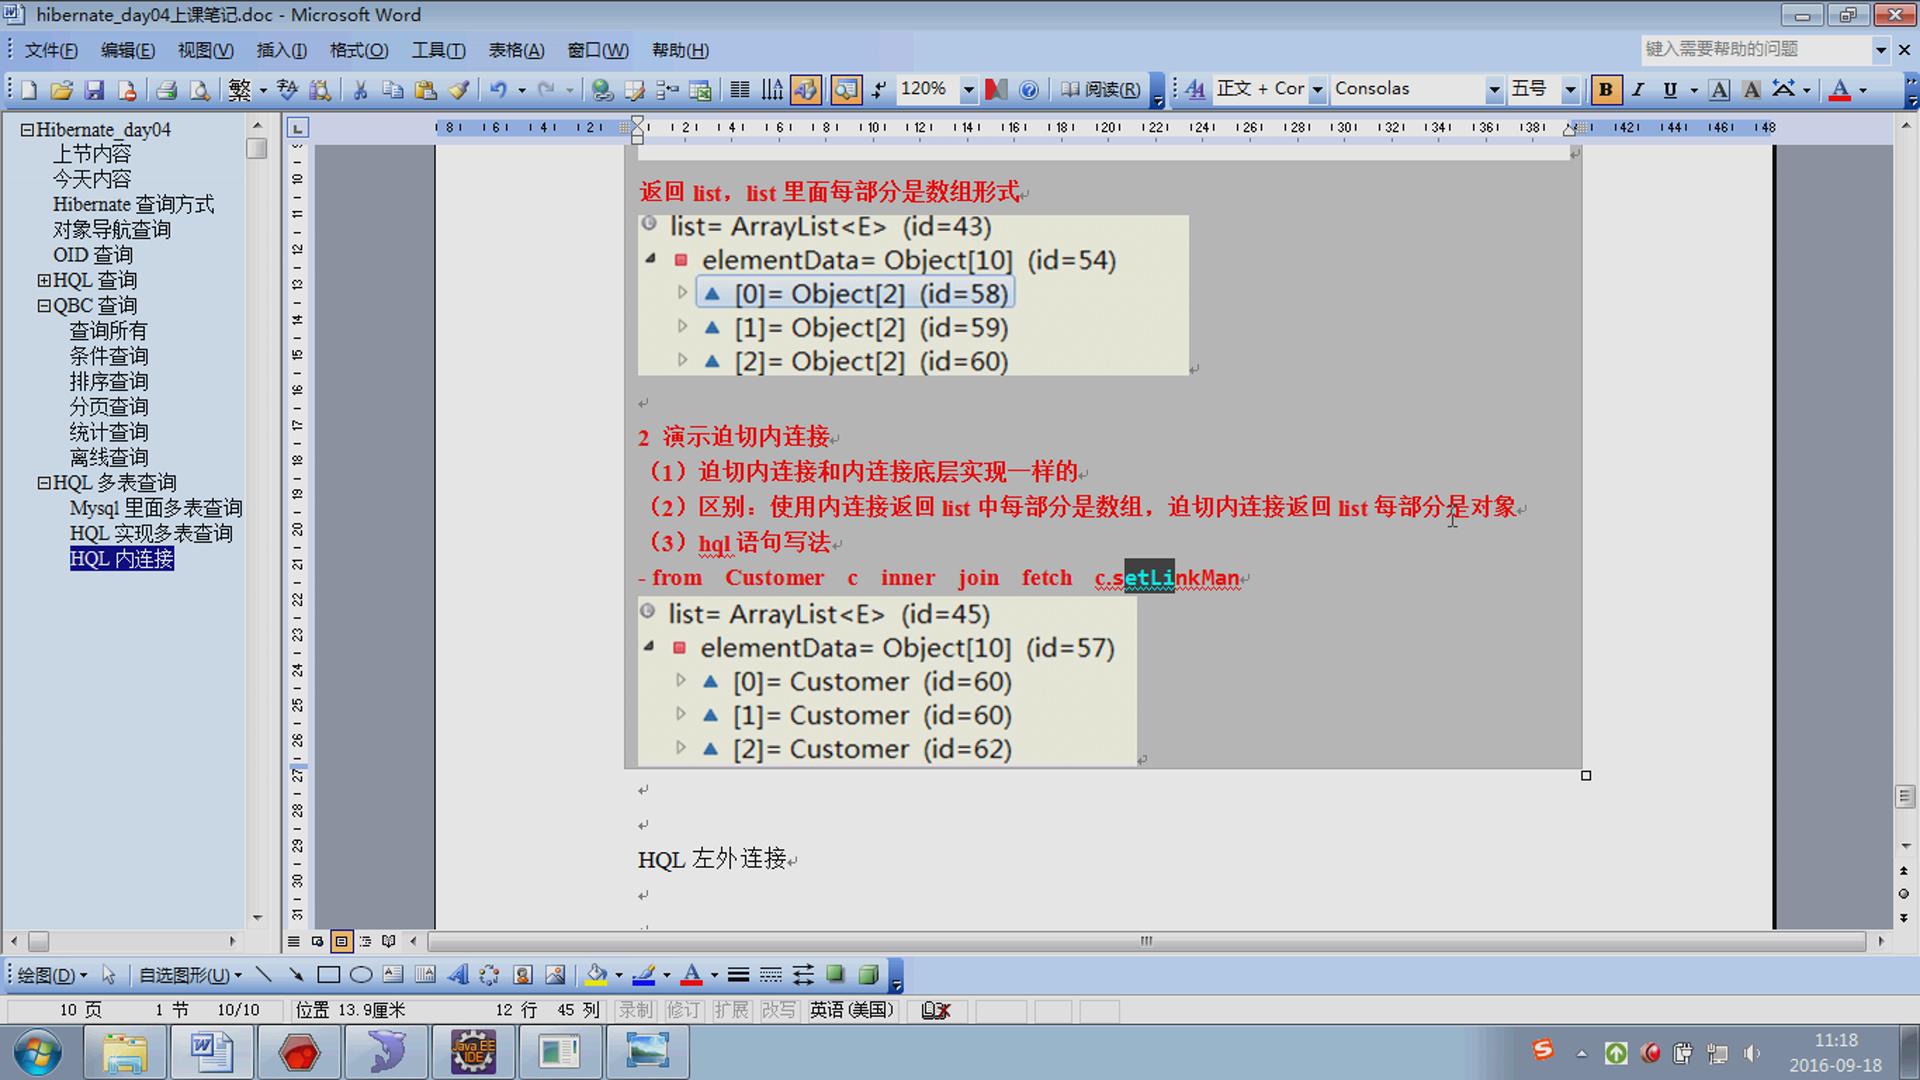 hibernate_day04上课笔记.doc - Microsoft Word
文件(F) 编辑(E) 视图(V) 插入(I) 格式(O) 工具(T) 表格(A) 窗口(W) 帮助(H)
键入需要帮助的问题
繁 120% 阅读(R) 正文 + Cor Consolas 五号 B I U A A A
Hibernate_day04
上节内容
今天内容
Hibernate 查询方式
对象导航查询
OID 查询
HQL 查询
QBC 查询
查询所有
条件查询
排序查询
分页查询
统计查询
离线查询
HQL 多表查询
Mysql 里面多表查询
HQL 实现多表查询
HQL 内连接
返回 list，list 里面每部分是数组形式
list= ArrayList<E> (id=43)
elementData= Object[10] (id=54)
[0]= Object[2] (id=58)
[1]= Object[2] (id=59)
[2]= Object[2] (id=60)
2 演示迫切内连接
（1）迫切内连接和内连接底层实现一样的
（2）区别：使用内连接返回 list 中每部分是数组，迫切内连接返回 list 每部分是对象
（3）hql 语句写法
- from Customer c inner join fetch c.setLinkMan
list= ArrayList<E> (id=45)
elementData= Object[10] (id=57)
[0]= Customer (id=60)
[1]= Customer (id=60)
[2]= Customer (id=62)
HQL 左外连接
绘图(D) 自选图形(U)
10 页 1 节 10/10 位置 13.9厘米 12 行 45 列 录制 修订 扩展 改写 英语(美国)
Java EE
IDE
11:18
2016-09-18